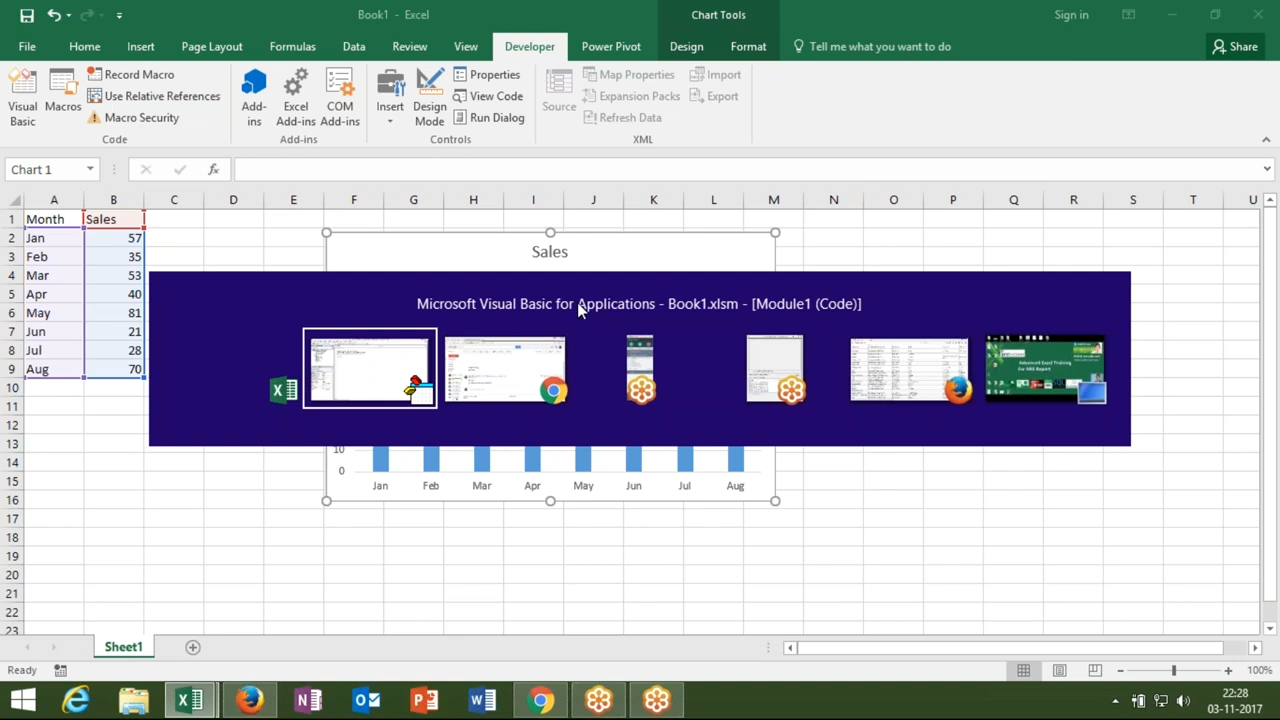 Book1 - Excel
Chart Tools
Sign in
File
Home
Insert
Page Layout
Formulas
Data
Review
View
Developer
Power Pivot
Design
Format
Tell me what you want to do
Share
Visual Basic
Macros
Record Macro
Use Relative References
Macro Security
Code
Add-ins
Excel Add-ins
COM Add-ins
Add-ins
Insert
Design Mode
Properties
View Code
Run Dialog
Controls
Source
Map Properties
Expansion Packs
Refresh Data
Import
Export
XML
Chart 1
fx
A B C D E F G H I J K L M N O P Q R S T U
1 Month Sales
2 Jan 57
3 Feb 35
4 Mar 53
5 Apr 40
6 May 81
7 Jun 21
8 Jul 28
9 Aug 70
10
11
12
13
14
15
16
17
18
19
20
21
22
23
Sales
Microsoft Visual Basic for Applications - Book1.xlsm - [Module1 (Code)]
10
0
Jan Feb Mar Apr May Jun Jul Aug
Sheet1
Ready
100%
22:28
03-11-2017